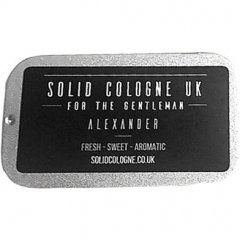 SOLID COLOGNE UK
FOR THE GENTLEMAN
ALEXANDER
FRESH - SWEET - AROMATIC
SOLIDCOLOGNE.CO.UK